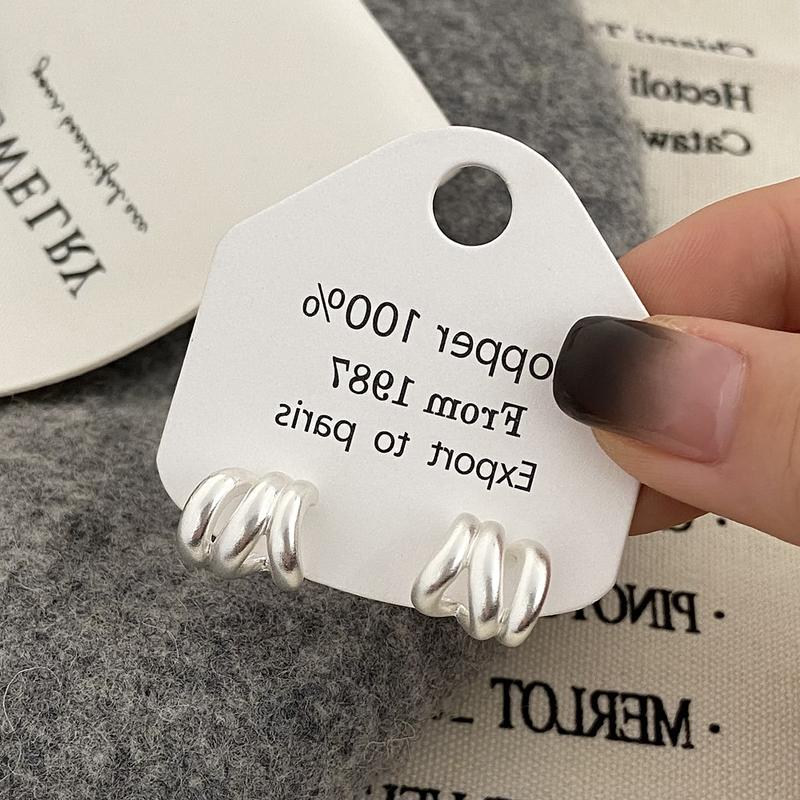 JEWELRY
Hectoli
Cataw
opper 100%
From 1987
Export to paris
· PINOT
· MERLOT